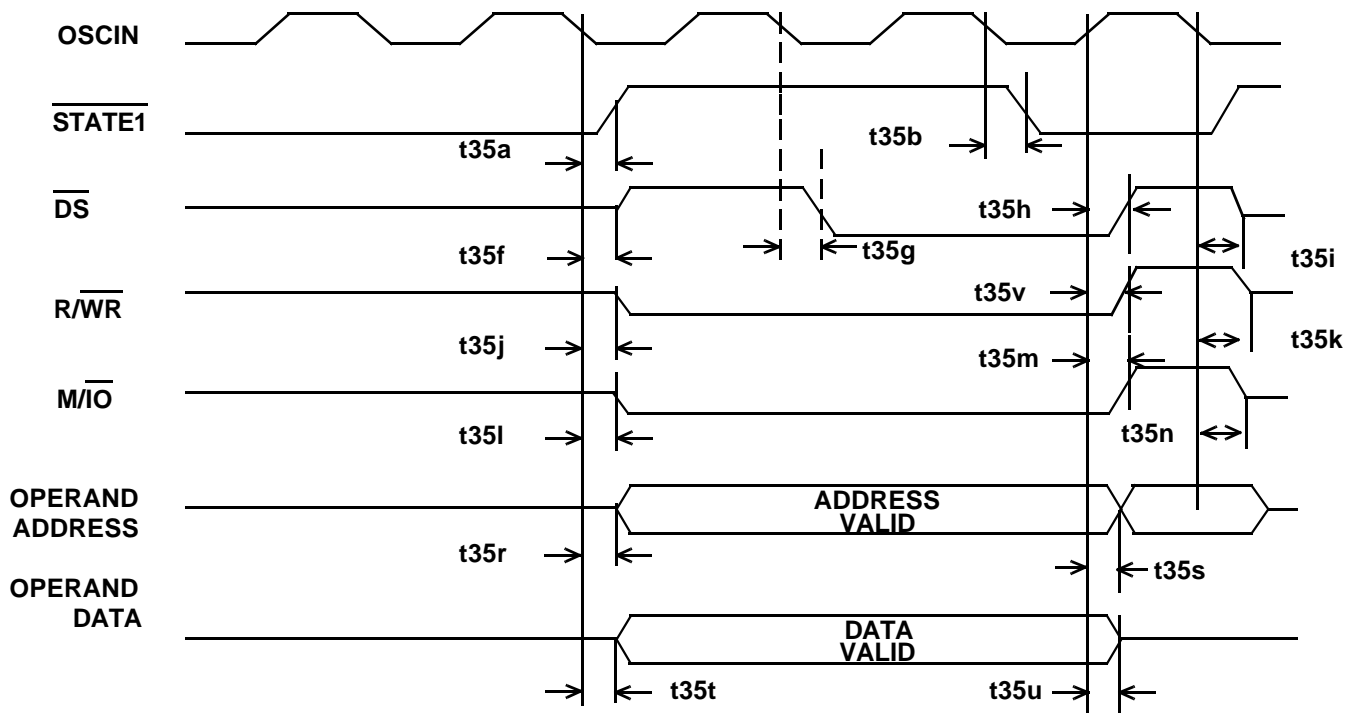 OSCIN
STATE1
t35a
t35b
DS
t35h
t35f
t35g
t35i
R/WR
t35v
t35j
t35k
t35m
M/IO
t35l
t35n
OPERAND
ADDRESS
ADDRESS
VALID
t35r
t35s
OPERAND
DATA
DATA
VALID
t35t
t35u